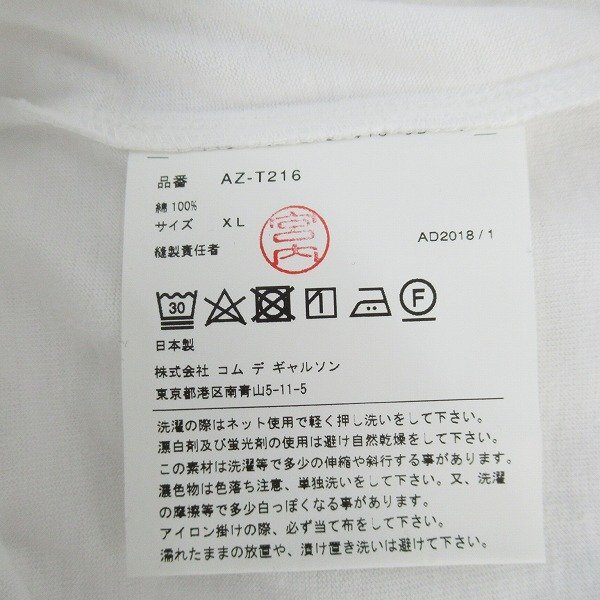 品番 AZ-T216
綿 100%
サイズ XL
縫製責任者 宮内 AD2018/1
30 1 F
日本製
株式会社 コム デ ギャルソン
東京都港区南青山5-11-5
洗濯の際はネット使用で軽く押し洗いをして下さい。
漂白剤及び蛍光剤の使用は避け自然乾燥をして下さい。
この素材は洗濯等で多少の伸縮や斜行する事があります。
濃色物は色落ち注意、単独洗いをして下さい。又、洗濯
の摩擦等で多少白っぽくなる事があります。
アイロン掛けの際、必ず当て布をして下さい。
濡れたままの放置や、漬け置き洗いは避けて下さい。